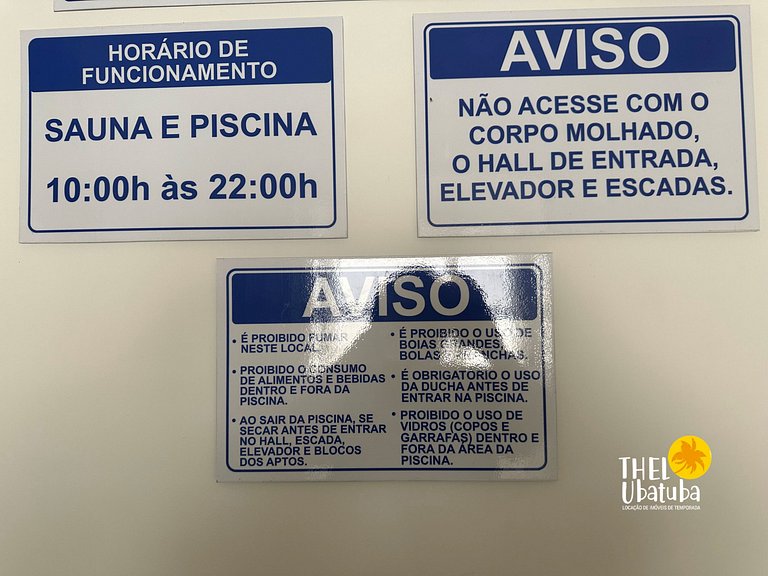 HORÁRIO DE
FUNCIONAMENTO
SAUNA E PISCINA
10:00h às 22:00h
AVISO
NÃO ACESSE COM O
CORPO MOLHADO,
O HALL DE ENTRADA,
ELEVADOR E ESCADAS.
AVISO
• É PROIBIDO FUMAR
NESTE LOCAL.
• PROIBIDO O CONSUMO
DE ALIMENTOS E BEBIDAS
DENTRO E FORA DA
PISCINA.
• AO SAIR DA PISCINA, SE
SECAR ANTES DE ENTRAR
NO HALL, ESCADA,
ELEVADOR E BLOCOS
DOS APTOS.
• É PROIBIDO O USO DE
BOIAS GRANDES,
BOLAS
• É OBRIGATÓRIO O USO
DA DUCHA ANTES DE
ENTRAR NA PISCINA.
• PROIBIDO O USO DE
VIDROS (COPOS E
GARRAFAS) DENTRO E
FORA DA ÁREA DA
PISCINA.
THEL
Ubatuba
LOCAÇÃO DE IMÓVEIS DE TEMPORADA